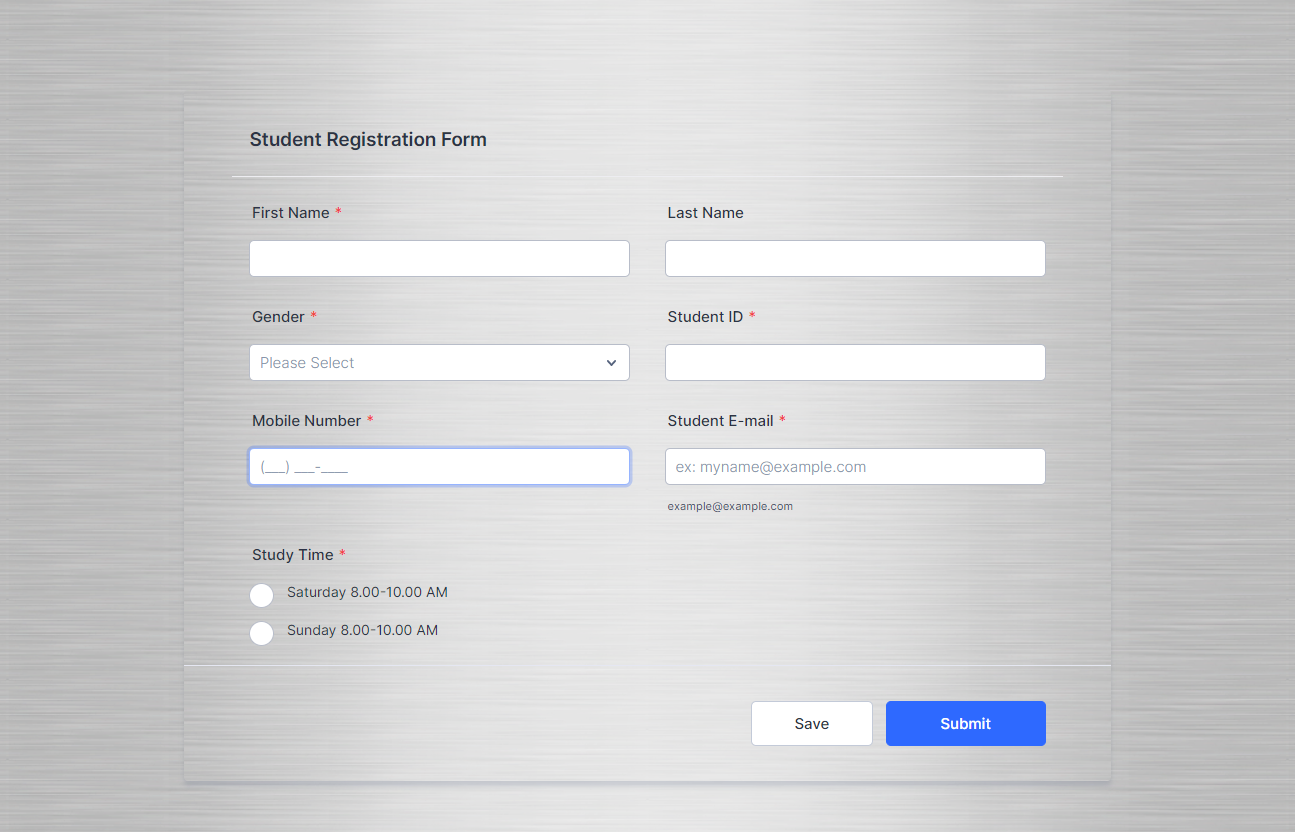 Student Registration Form
First Name *
Last Name
Gender *
Student ID *
Please Select
Mobile Number *
Student E-mail *
(___) ___-____
ex: myname@example.com
example@example.com
Study Time *
Saturday 8.00-10.00 AM
Sunday 8.00-10.00 AM
Save
Submit